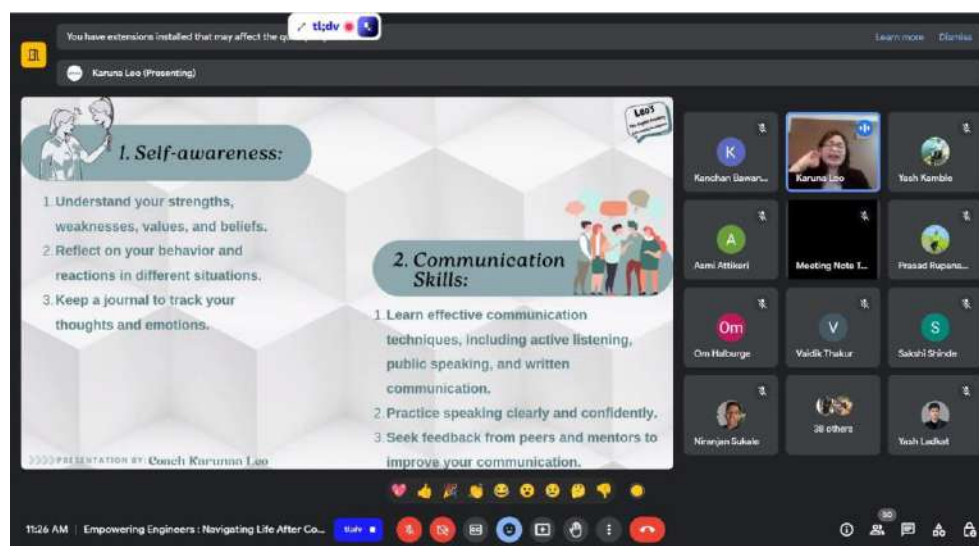 tl;dv
You have extensions installed that may affect the
Learn more Dismiss
Karuna Leo (Presenting)
LEO'S
1. Self-awareness:
1. Understand your strengths,
weaknesses, values, and beliefs.
2. Reflect on your behavior and
reactions in different situations.
3. Keep a journal to track your
thoughts and emotions.
2. Communication
Skills:
1. Learn effective communication
techniques, including active listening,
public speaking, and written
communication.
2. Practice speaking clearly and confidently.
3. Seek feedback from peers and mentors to
improve your communication.
PRESENTATION BY: Coach Karunna Leo
K
Kanchan Bawan...
Karuna Leo
Yash Kamble
A
Asmi Attikeri
Meeting Note T...
Prasad Rupana...
Om
Om Halburge
V
Vaidik Thakur
S
Sakshi Shinde
Niranjan Sukale
38 others
Yash Ladkat
11:26 AM | Empowering Engineers : Navigating Life After Co...
tl;dv
50